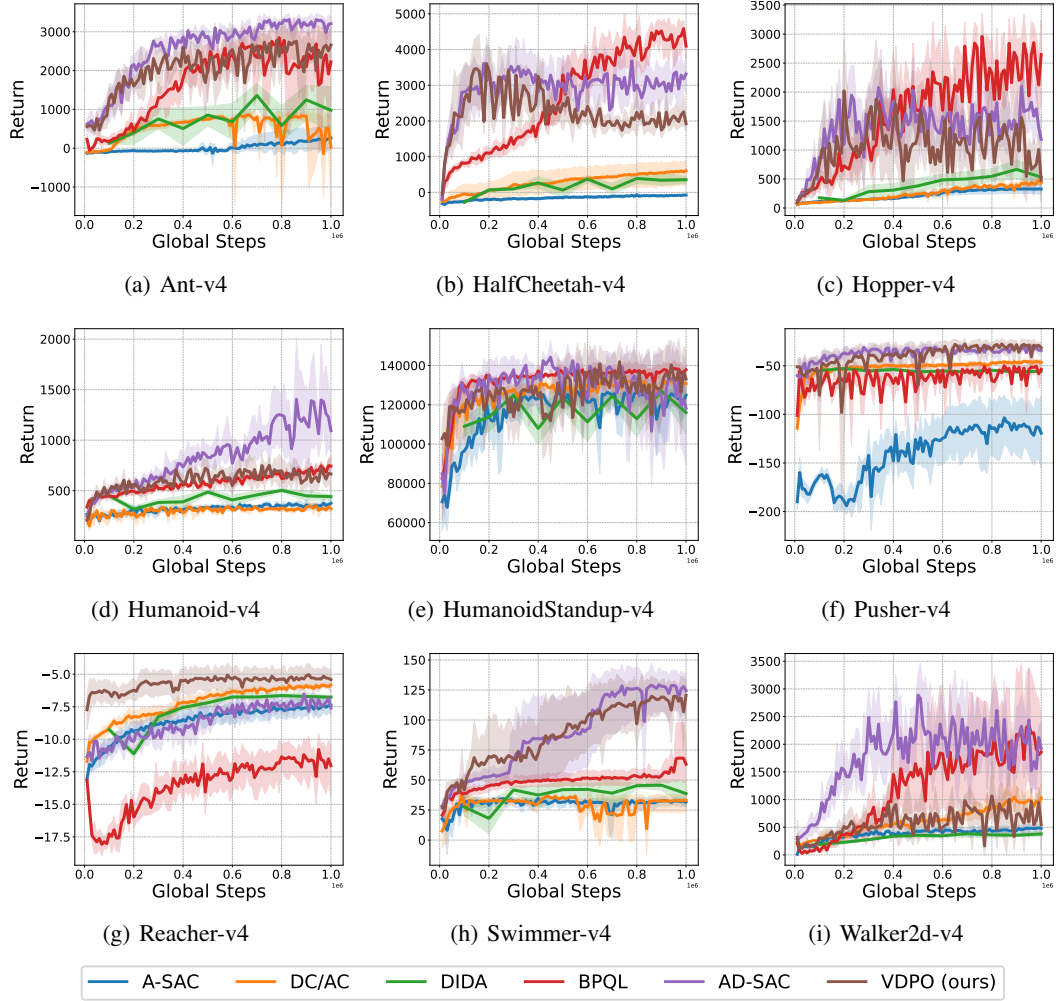 3000
2000
1000
0
−1000
Return
0.0 0.2 0.4 0.6 0.8 1.0
1e6
Global Steps
(a) Ant-v4
5000
4000
3000
2000
1000
0
Return
0.0 0.2 0.4 0.6 0.8 1.0
1e6
Global Steps
(b) HalfCheetah-v4
3500
3000
2500
2000
1500
1000
500
0
Return
0.0 0.2 0.4 0.6 0.8 1.0
1e6
Global Steps
(c) Hopper-v4
2000
1500
1000
500
Return
0.0 0.2 0.4 0.6 0.8 1.0
1e6
Global Steps
(d) Humanoid-v4
140000
120000
100000
80000
60000
Return
0.0 0.2 0.4 0.6 0.8 1.0
1e6
Global Steps
(e) HumanoidStandup-v4
−50
−100
−150
−200
Return
0.0 0.2 0.4 0.6 0.8 1.0
1e6
Global Steps
(f) Pusher-v4
−5.0
−7.5
−10.0
−12.5
−15.0
−17.5
Return
0.0 0.2 0.4 0.6 0.8 1.0
1e6
Global Steps
(g) Reacher-v4
150
125
100
75
50
25
0
Return
0.0 0.2 0.4 0.6 0.8 1.0
1e6
Global Steps
(h) Swimmer-v4
3500
3000
2500
2000
1500
1000
500
0
Return
0.0 0.2 0.4 0.6 0.8 1.0
1e6
Global Steps
(i) Walker2d-v4
A-SAC DC/AC DIDA BPQL AD-SAC VDPO (ours)